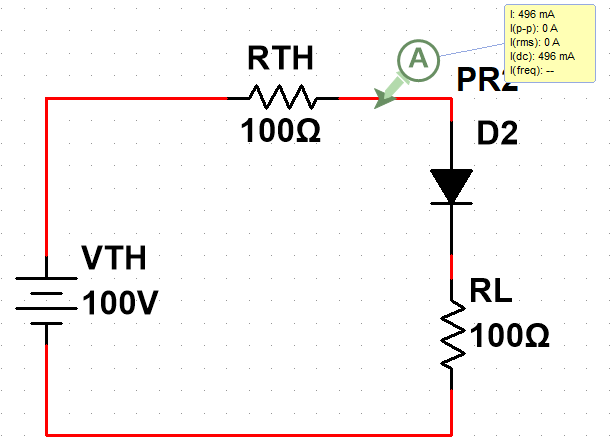 I: 496 mA
I(p-p): 0 A
I(rms): 0 A
I(dc): 496 mA
I(freq): --
A
RTH
PR2
100Ω
D2
VTH
100V
RL
100Ω